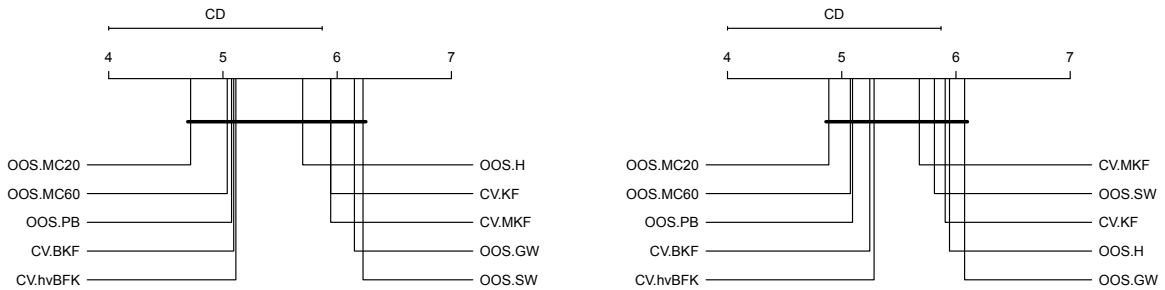 CD
4 5 6 7
OOS.MC20 OOS.H
OOS.MC60 CV.KF
OOS.PB CV.MKF
CV.BKF OOS.GW
CV.hvBFK OOS.SW
CD
4 5 6 7
OOS.MC20 CV.MKF
OOS.MC60 OOS.SW
OOS.PB CV.KF
CV.BKF OOS.H
CV.hvBFK OOS.GW